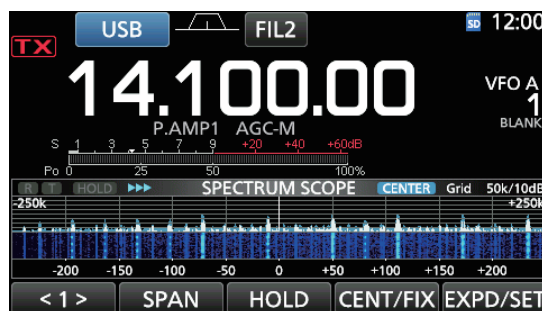 USB FIL2 SD 12:00
TX
14.100.00
VFO A
1
BLANK
P.AMP1 AGC-M
S 1 3 5 7 9 +20 +40 +60dB
Po 0 25 50 100%
R T HOLD SPECTRUM SCOPE CENTER Grid 50k/10dB
-250k +250k
-200 -150 -100 -50 0 +50 +100 +150 +200
< 1 > SPAN HOLD CENT/FIX EXPD/SET